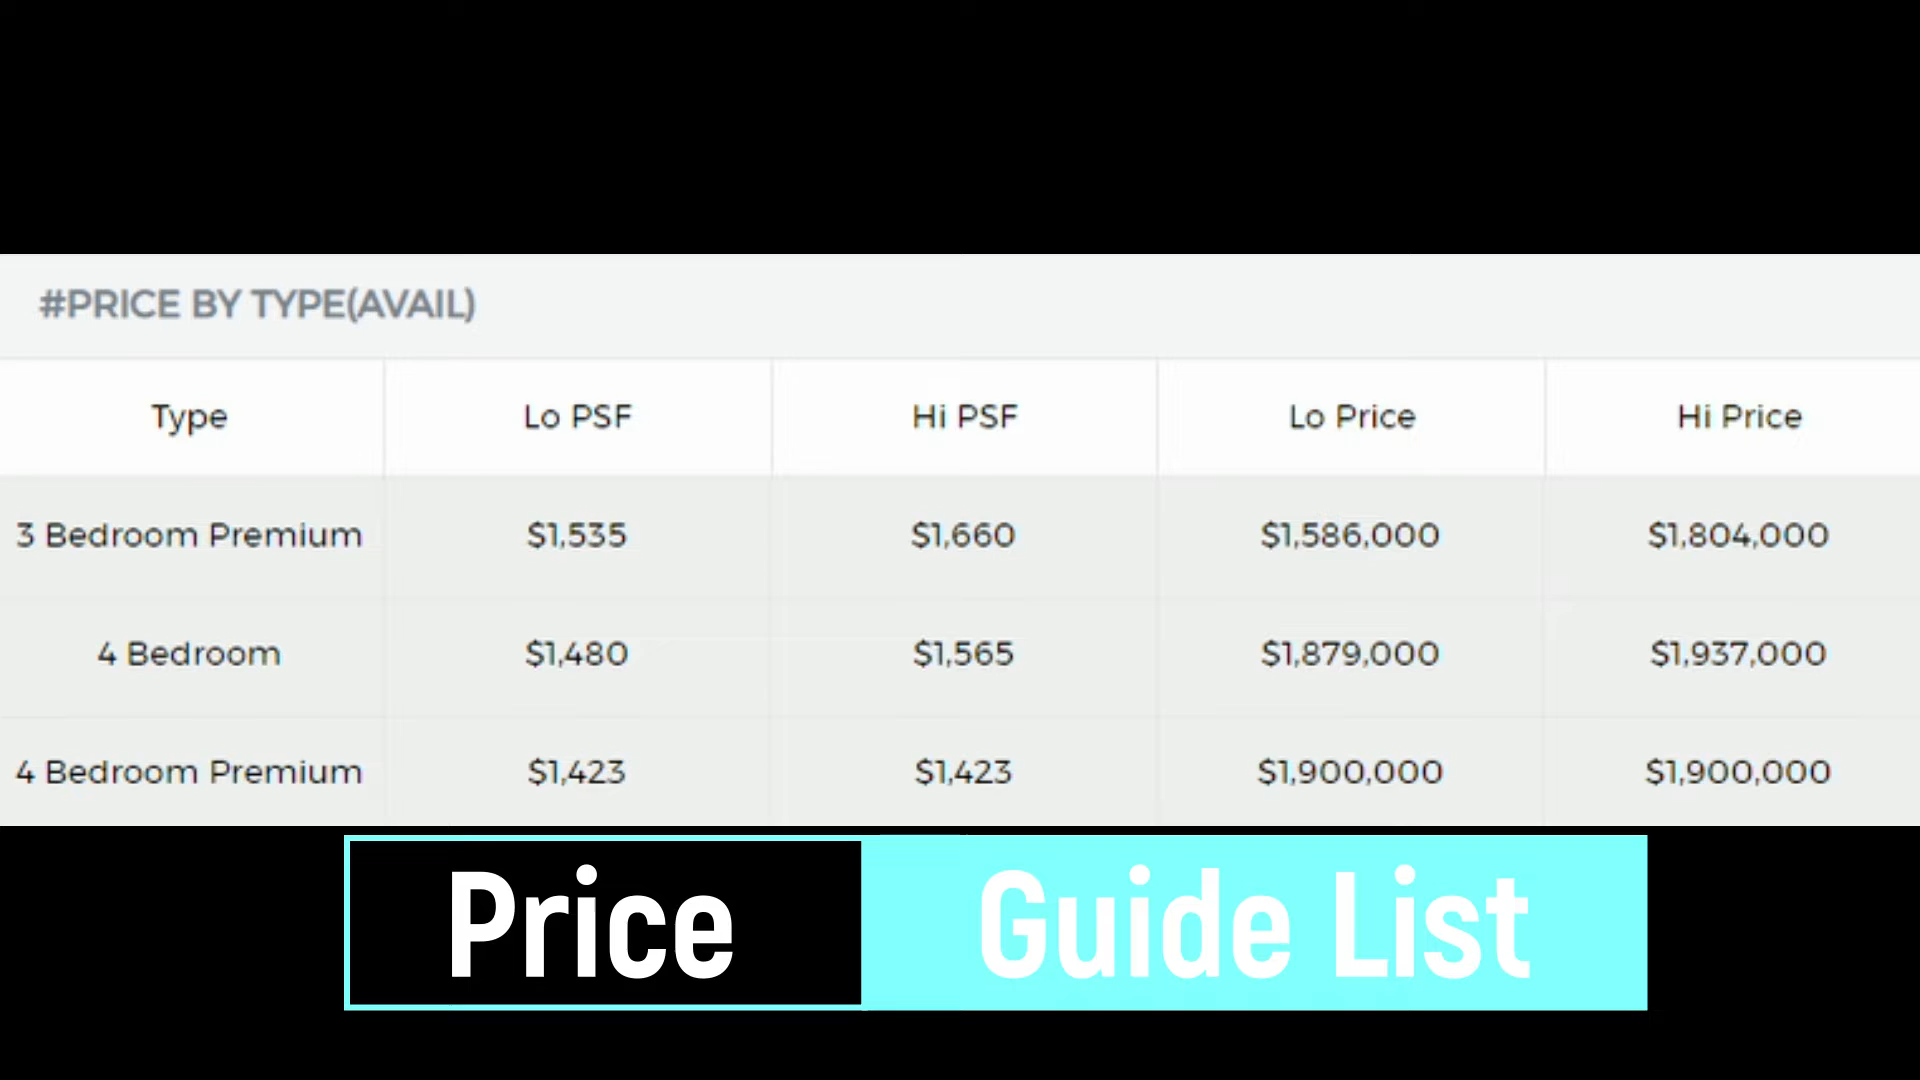 #PRICE BY TYPE(AVAIL)
Type Lo PSF Hi PSF Lo Price Hi Price
3 Bedroom Premium $1,535 $1,660 $1,586,000 $1,804,000
4 Bedroom $1,480 $1,565 $1,879,000 $1,937,000
4 Bedroom Premium $1,423 $1,423 $1,900,000 $1,900,000
Price Guide List